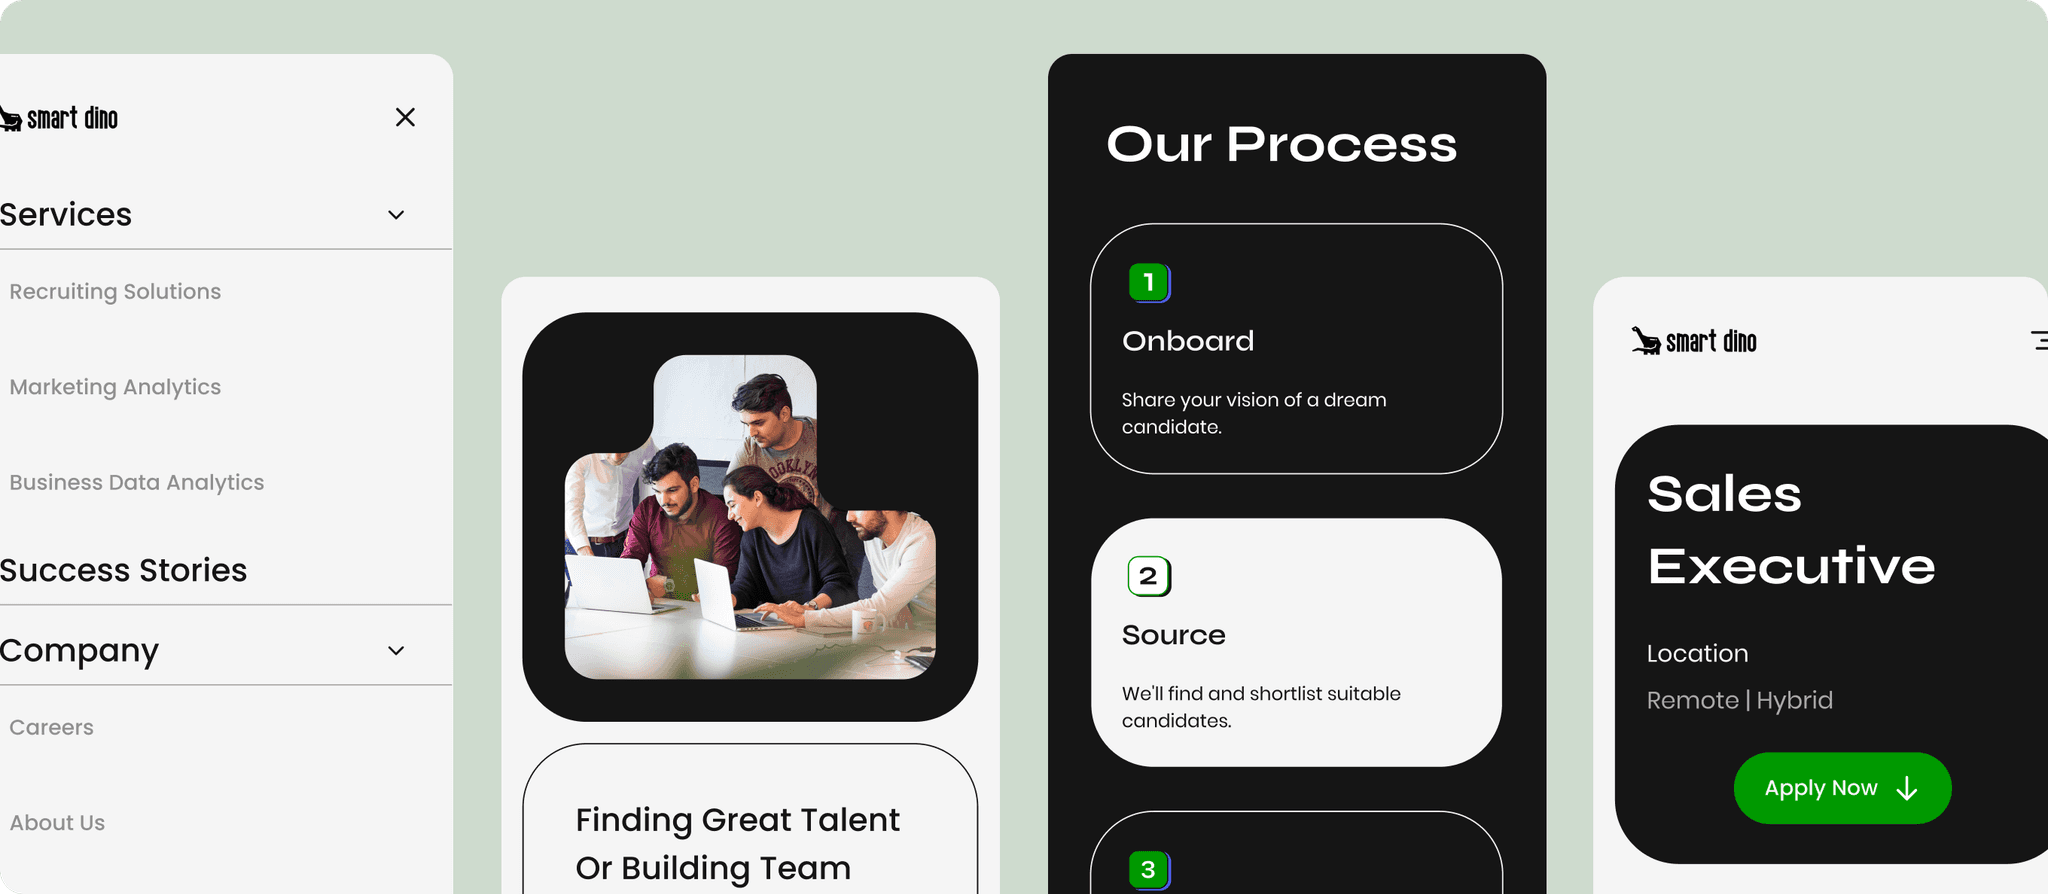 smart dino
Services
Recruiting Solutions
Marketing Analytics
Business Data Analytics
Success Stories
Company
Careers
About Us
Finding Great Talent
Or Building Team
Our Process
1
Onboard
Share your vision of a dream
candidate.
2
Source
We'll find and shortlist suitable
candidates.
3
smart dino
Sales
Executive
Location
Remote | Hybrid
Apply Now